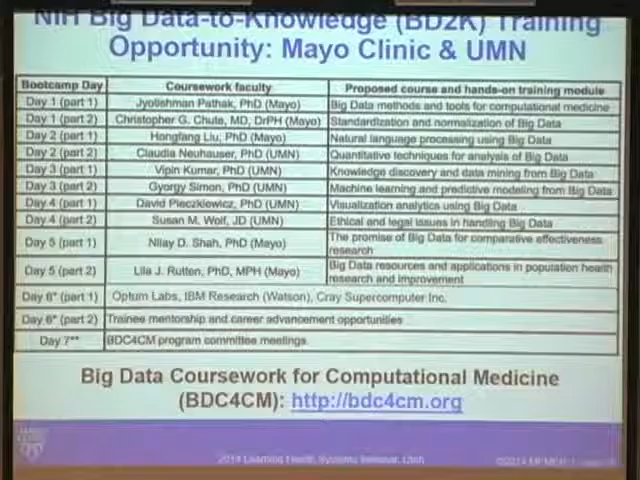 NIH Big Data-to-Knowledge (BD2K) Training
Opportunity: Mayo Clinic & UMN
Bootcamp Day Coursework faculty Proposed course and hands-on training module
Day 1 (part 1) Jyotishman Pathak, PhD (Mayo) Big Data methods and tools for computational medicine
Day 1 (part 2) Christopher G. Chute, MD, DrPH (Mayo) Standardization and normalization of Big Data
Day 2 (part 1) Hongfang Liu, PhD (Mayo) Natural language processing using Big Data
Day 2 (part 2) Claudia Neuhauser, PhD (UMN) Quantitative techniques for analysis of Big Data
Day 3 (part 1) Vipin Kumar, PhD (UMN) Knowledge discovery and data mining from Big Data
Day 3 (part 2) Gyorgy Simon, PhD (UMN) Machine learning and predictive modeling from Big Data
Day 4 (part 1) David Pieczkiewicz, PhD (UMN) Visualization analytics using Big Data
Day 4 (part 2) Susan M. Wolf, JD (UMN) Ethical and legal issues in handling Big Data
Day 5 (part 1) Nilay D. Shah, PhD (Mayo) The promise of Big Data for comparative effectiveness
research
Day 5 (part 2) Lila J. Rutten, PhD, MPH (Mayo) Big Data resources and applications in population health
research and improvement
Day 6* (part 1) Optum Labs, IBM Research (Watson), Cray Supercomputer Inc.
Day 6* (part 2) Trainee mentorship and career advancement opportunities
Day 7** BDC4CM program committee meetings
Big Data Coursework for Computational Medicine
(BDC4CM): http://bdc4cm.org
2014 Learning Health Systems Seminar, Utah